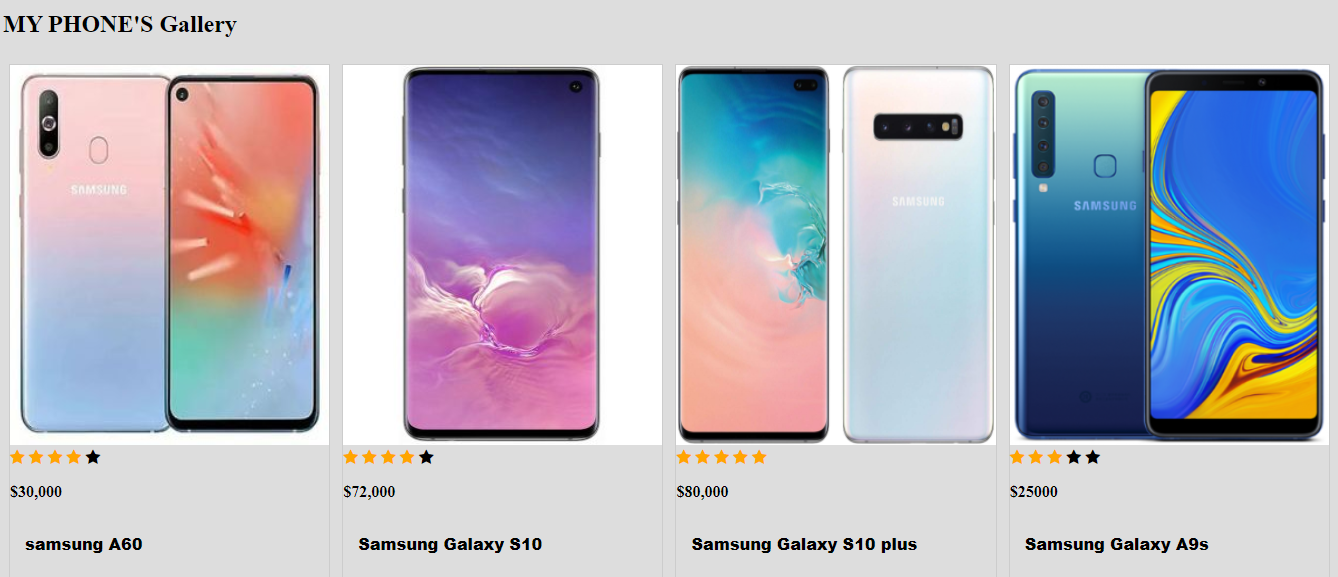 MY PHONE'S Gallery
SAMSUNG
SAMSUNG
SAMSUNG
$30,000
$72,000
$80,000
$25000
samsung A60
Samsung Galaxy S10
Samsung Galaxy S10 plus
Samsung Galaxy A9s